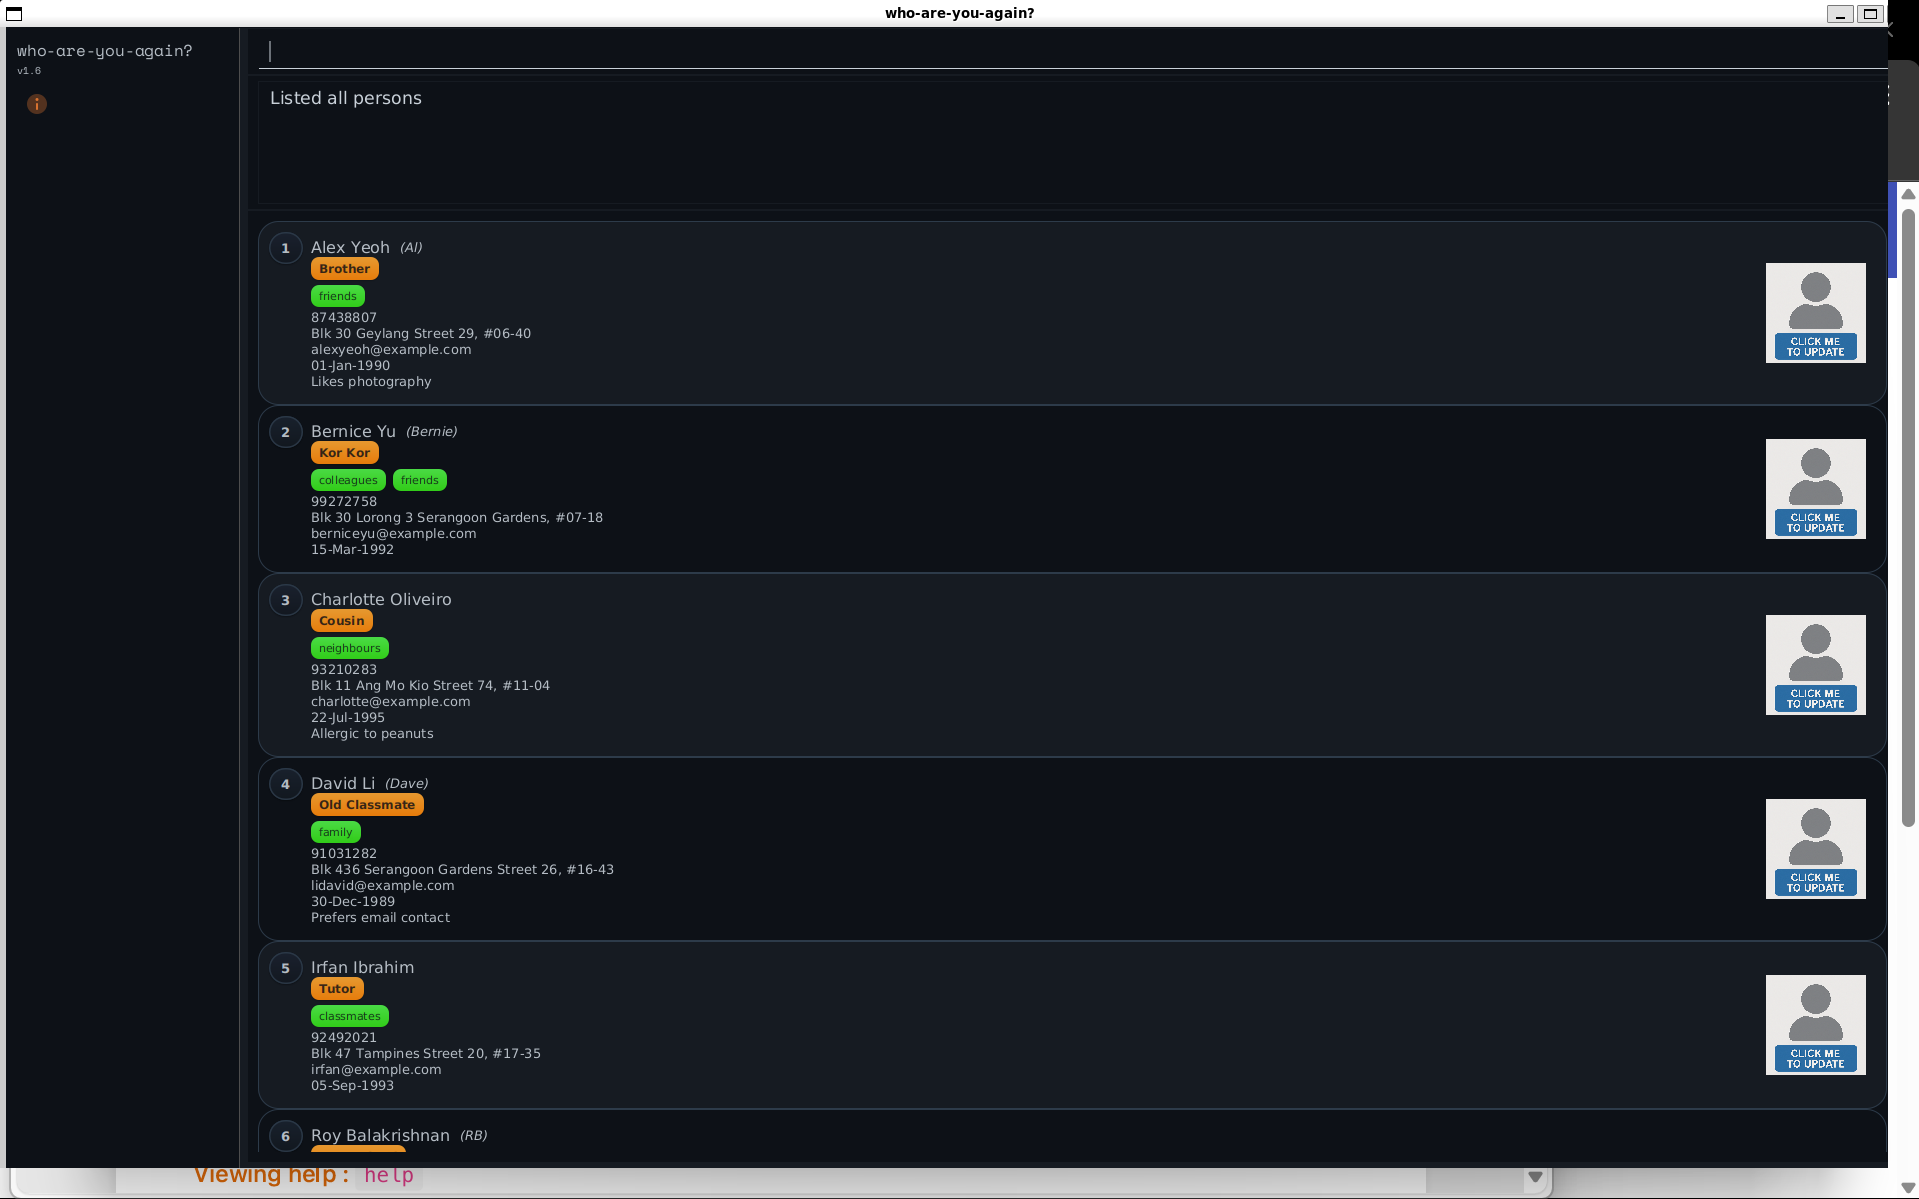 who-are-you-again?
who-are-you-again?
v1.6
Listed all persons
1
Alex Yeoh (Al)
Brother
friends
87438807
Blk 30 Geylang Street 29, #06-40
alexyeoh@example.com
01-Jan-1990
Likes photography
CLICK ME
TO UPDATE
2
Bernice Yu (Bernie)
Kor Kor
colleagues friends
99272758
Blk 30 Lorong 3 Serangoon Gardens, #07-18
berniceyu@example.com
15-Mar-1992
CLICK ME
TO UPDATE
3
Charlotte Oliveiro
Cousin
neighbours
93210283
Blk 11 Ang Mo Kio Street 74, #11-04
charlotte@example.com
22-Jul-1995
Allergic to peanuts
CLICK ME
TO UPDATE
4
David Li (Dave)
Old Classmate
family
91031282
Blk 436 Serangoon Gardens Street 26, #16-43
lidavid@example.com
30-Dec-1989
Prefers email contact
CLICK ME
TO UPDATE
5
Irfan Ibrahim
Tutor
classmates
92492021
Blk 47 Tampines Street 20, #17-35
irfan@example.com
05-Sep-1993
CLICK ME
TO UPDATE
6
Roy Balakrishnan (RB)
Viewing help : help